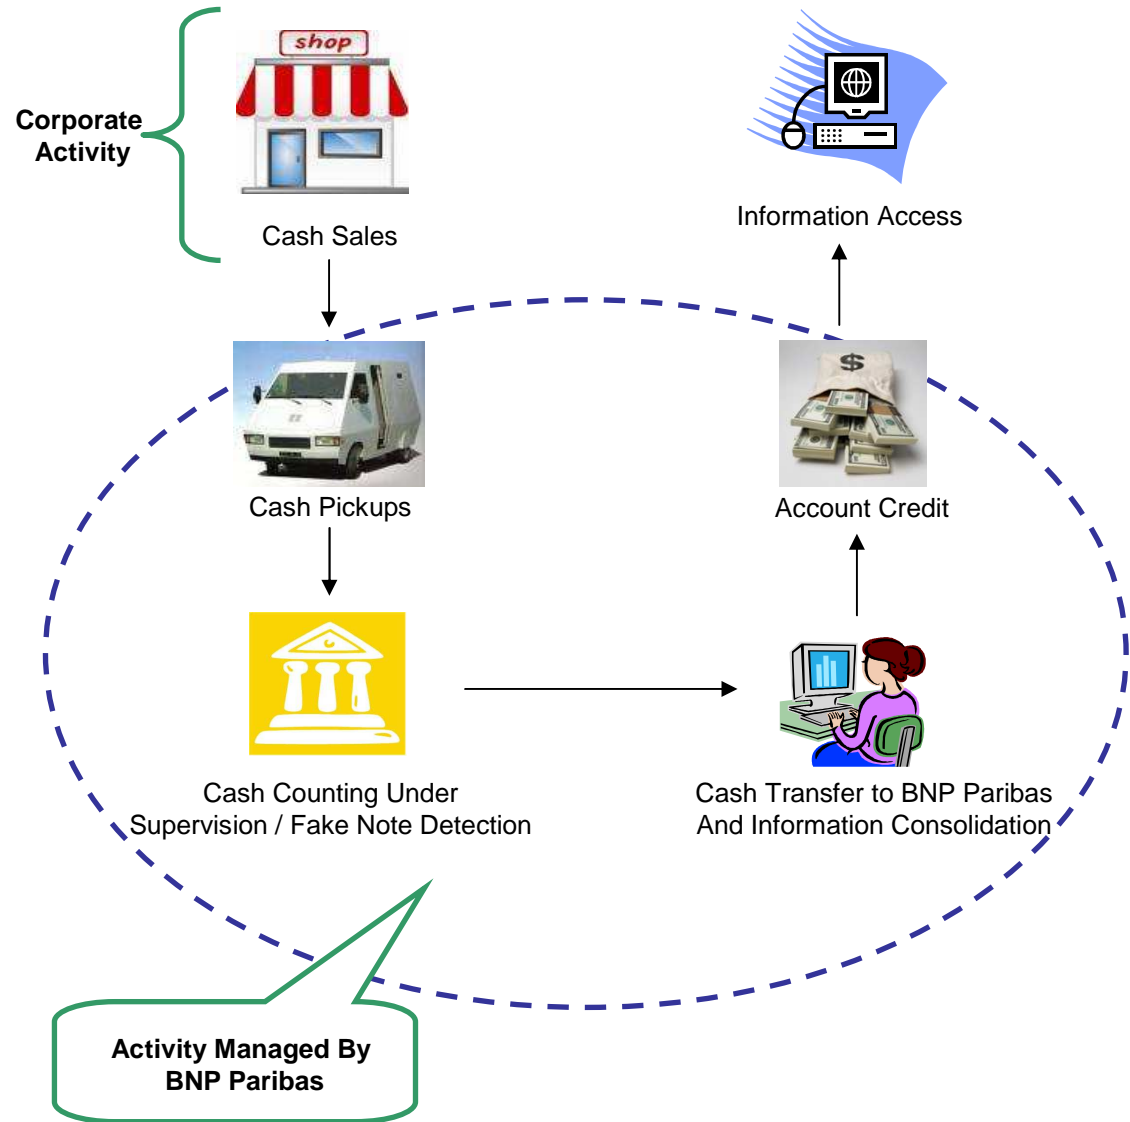 shop
Corporate
Activity
Cash Sales
Information Access
$
Cash Pickups
Account Credit
Cash Counting Under
Supervision / Fake Note Detection
Cash Transfer to BNP Paribas
And Information Consolidation
Activity Managed By
BNP Paribas